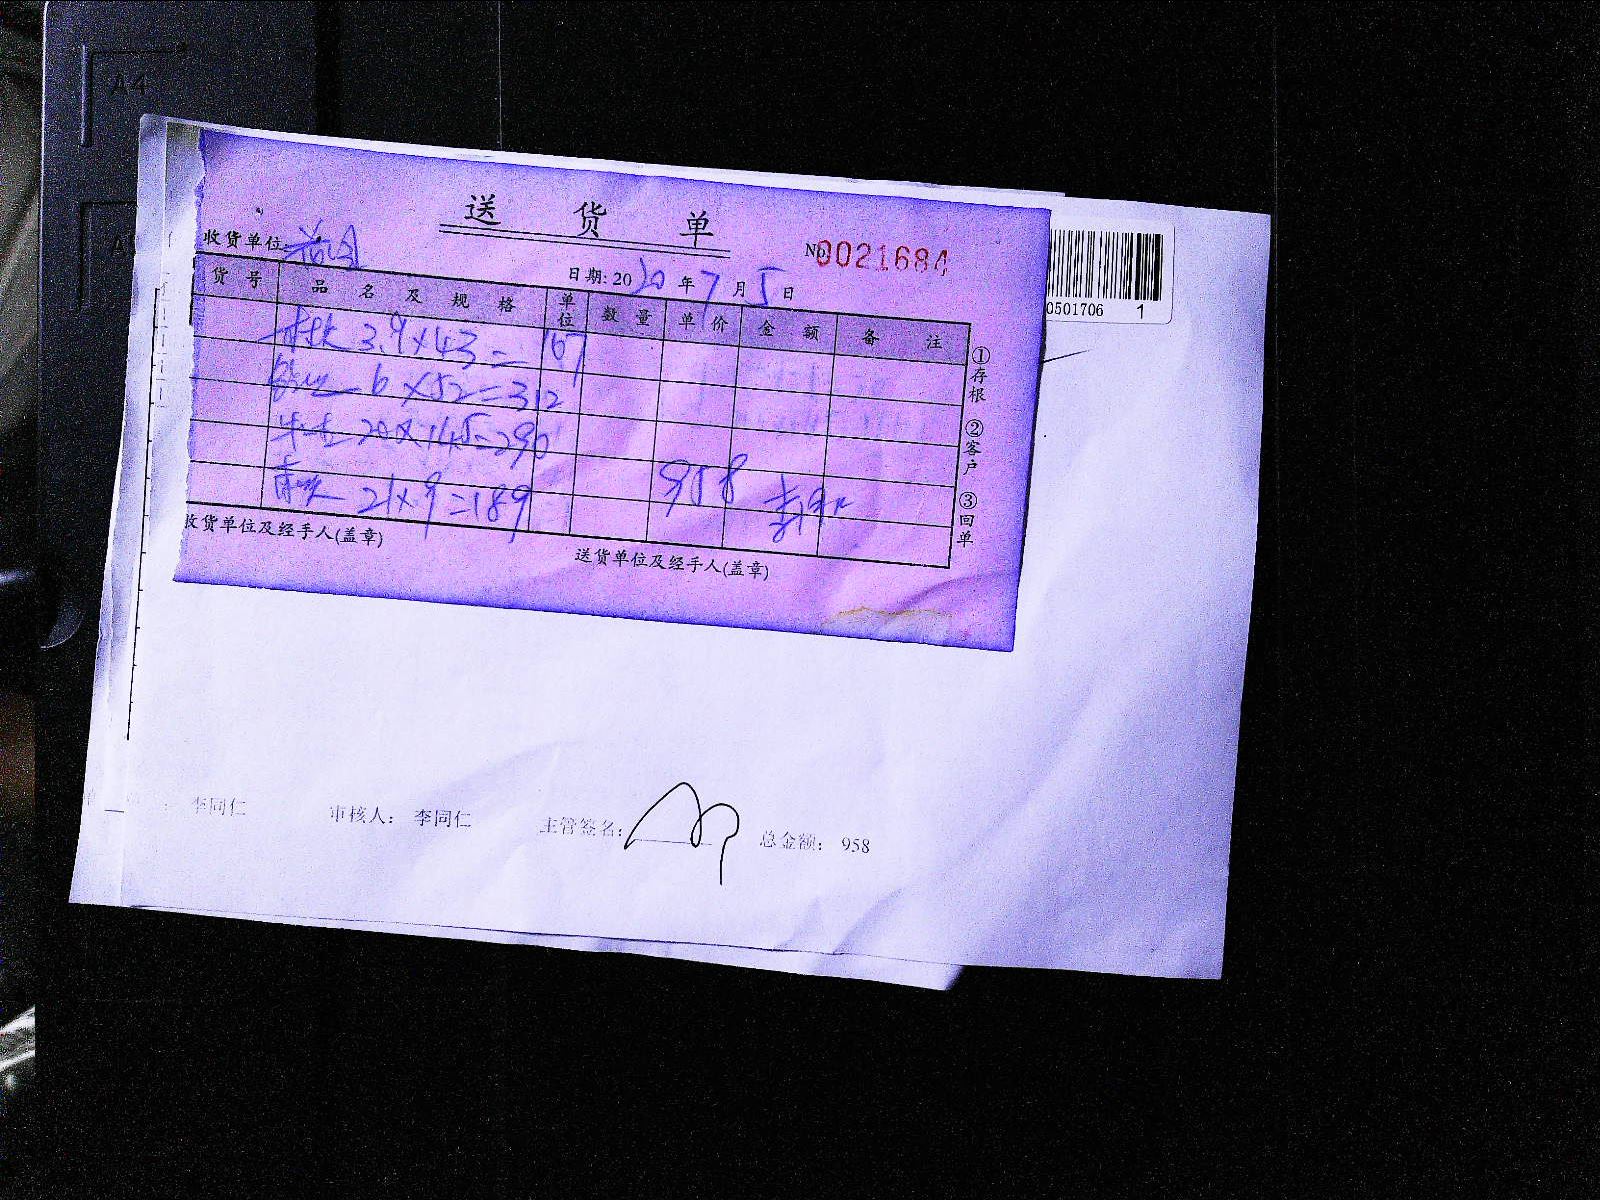 A4
送 货 单
收货单位:
No 0021684
日期: 2020 年 7 月 5 日
货 号 品 名 及 规 格 单位 数 量 单 价 金 额 备 注
3.9×43=167
6×52=312
20×14.5=290
21×9=189
958
①存根 ②客户 ③回单
收货单位及经手人(盖章)
送货单位及经手人(盖章)
0501706 1
李同仁 审核人: 李同仁 主管签名: 总金额: 958